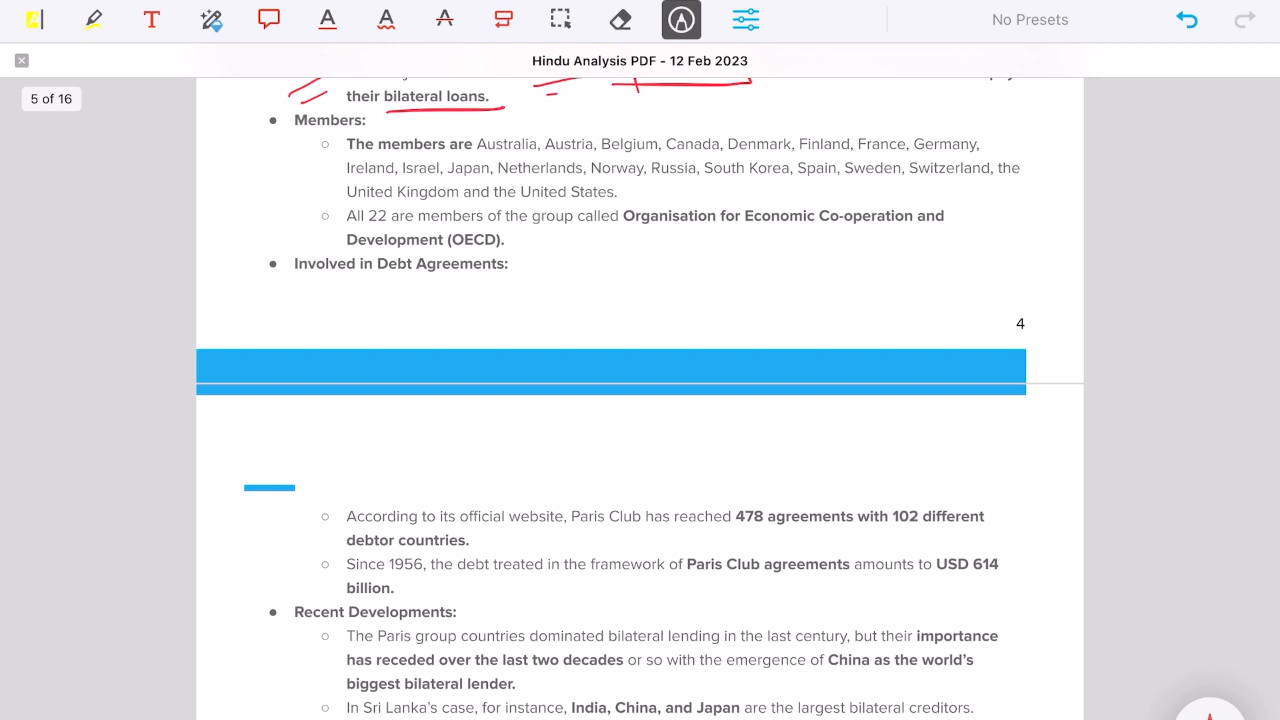 No Presets
Hindu Analysis PDF - 12 Feb 2023
5 of 16
their bilateral loans.
● Members:
○ The members are Australia, Austria, Belgium, Canada, Denmark, Finland, France, Germany,
Ireland, Israel, Japan, Netherlands, Norway, Russia, South Korea, Spain, Sweden, Switzerland, the
United Kingdom and the United States.
○ All 22 are members of the group called Organisation for Economic Co-operation and
Development (OECD).
● Involved in Debt Agreements:
4
○ According to its official website, Paris Club has reached 478 agreements with 102 different
debtor countries.
○ Since 1956, the debt treated in the framework of Paris Club agreements amounts to USD 614
billion.
● Recent Developments:
○ The Paris group countries dominated bilateral lending in the last century, but their importance
has receded over the last two decades or so with the emergence of China as the world's
biggest bilateral lender.
○ In Sri Lanka's case, for instance, India, China, and Japan are the largest bilateral creditors.